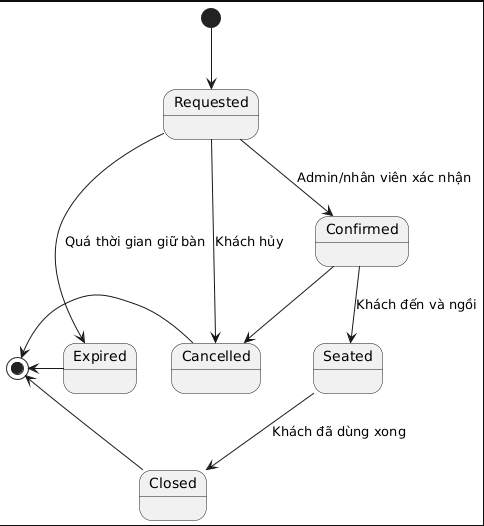 Requested
Admin/nhân viên xác nhận
Confirmed
Quá thời gian giữ bàn
Khách hủy
Khách đến và ngồi
Expired
Cancelled
Seated
Khách đã dùng xong
Closed